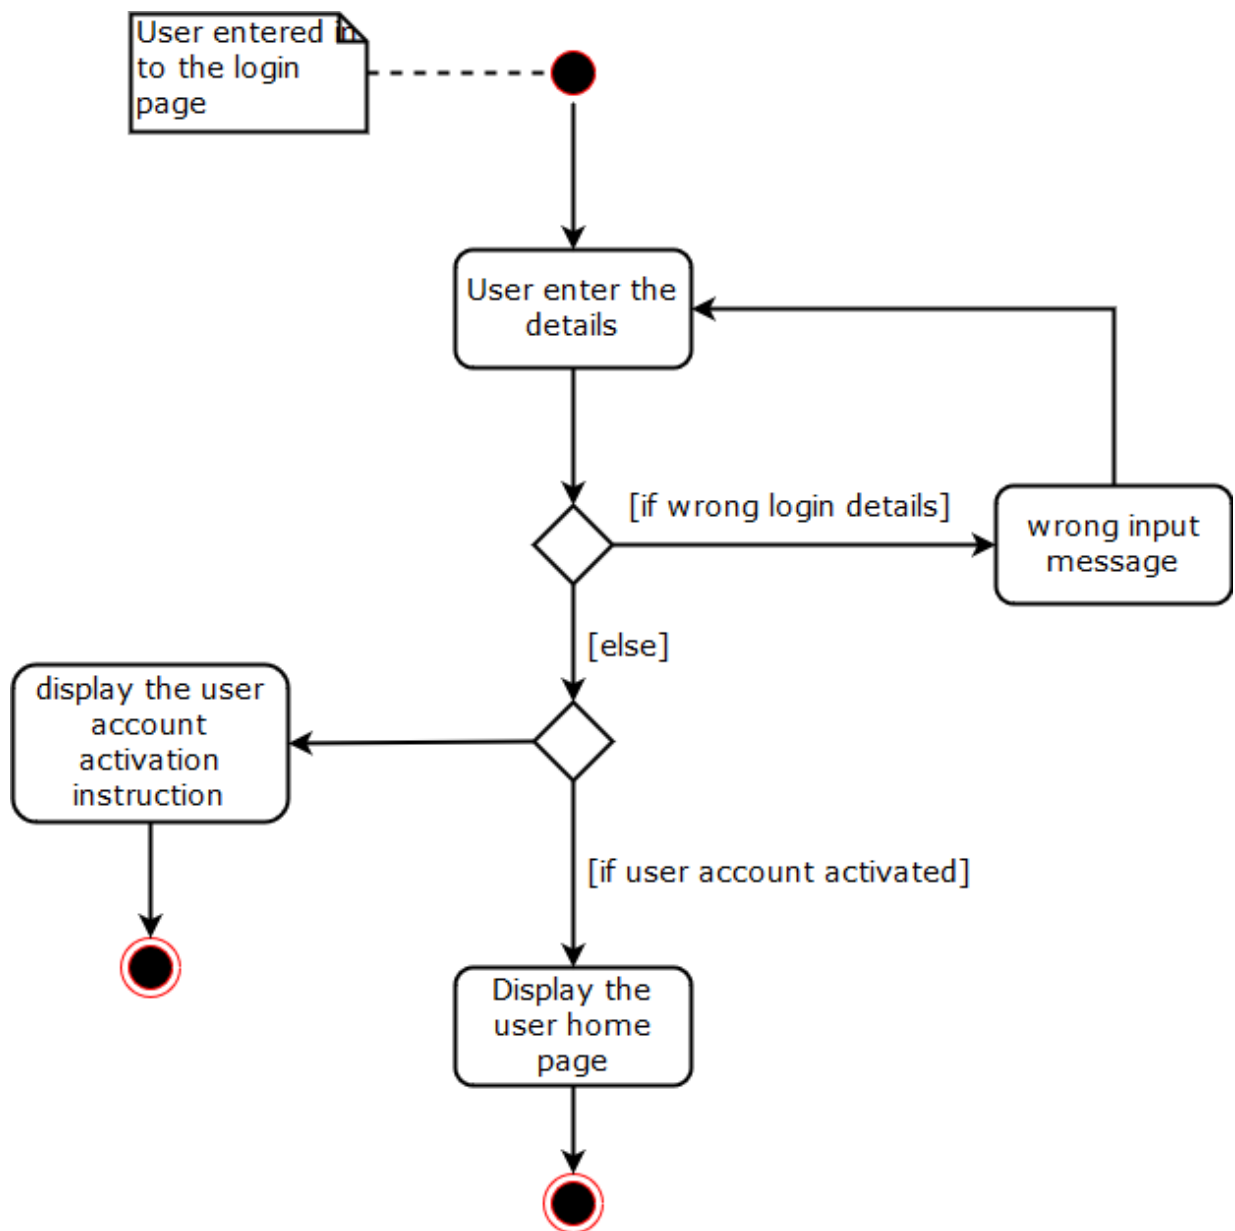 User entered in
to the login
page
User enter the
details
[if wrong login details]
wrong input
message
[else]
display the user
account
activation
instruction
[if user account activated]
Display the
user home
page